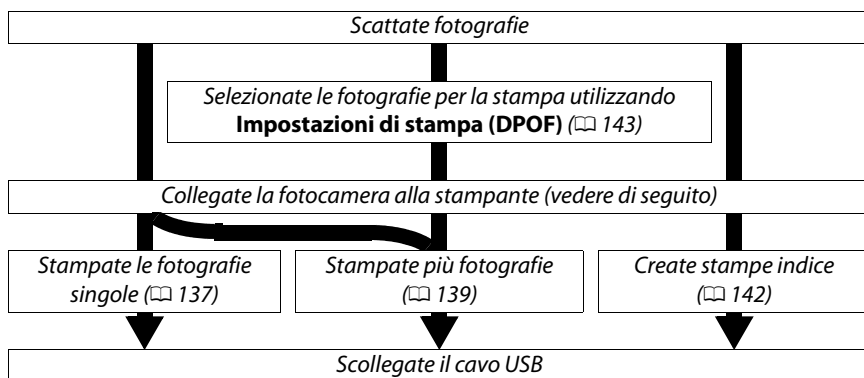 Scattate fotografie
Selezionate le fotografie per la stampa utilizzando
Impostazioni di stampa (DPOF) (🕮 143)
Collegate la fotocamera alla stampante (vedere di seguito)
Stampate le fotografie
singole (🕮 137)
Stampate più fotografie
(🕮 139)
Create stampe indice
(🕮 142)
Scollegate il cavo USB